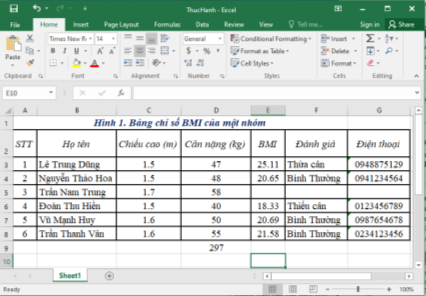 ThucHanh - Excel
File Home Insert Page Layout Formulas Data Review View Tell me... Sign in Share
Times New R 14 General Conditional Formatting Insert
Paste B I U $ % Format as Table Delete
Cell Styles Format
Clipboard Font Alignment Number Styles Cells Editing
E10 fx
A B C D E F G
1 Hình 1. Bảng chỉ số BMI của một nhóm
2 STT Họ tên Chiều cao (m) Cân nặng (kg) BMI Đánh giá Điện thoại
3 1 Lê Trung Dũng 1.5 47 25.11 Thừa cân 0948875129
4 2 Nguyễn Thảo Hoa 1.5 48 20.65 Bình Thường 0941234564
5 3 Trần Nam Trung 1.7 58
6 4 Đoàn Thu Hiền 1.5 40 18.33 Thiếu cân 0123456789
7 5 Vũ Mạnh Huy 1.6 50 20.69 Bình Thường 0987654678
8 6 Trần Thanh Vân 1.6 55 21.58 Bình Thường 0234123456
9 297
10
Sheet1
Ready 100%